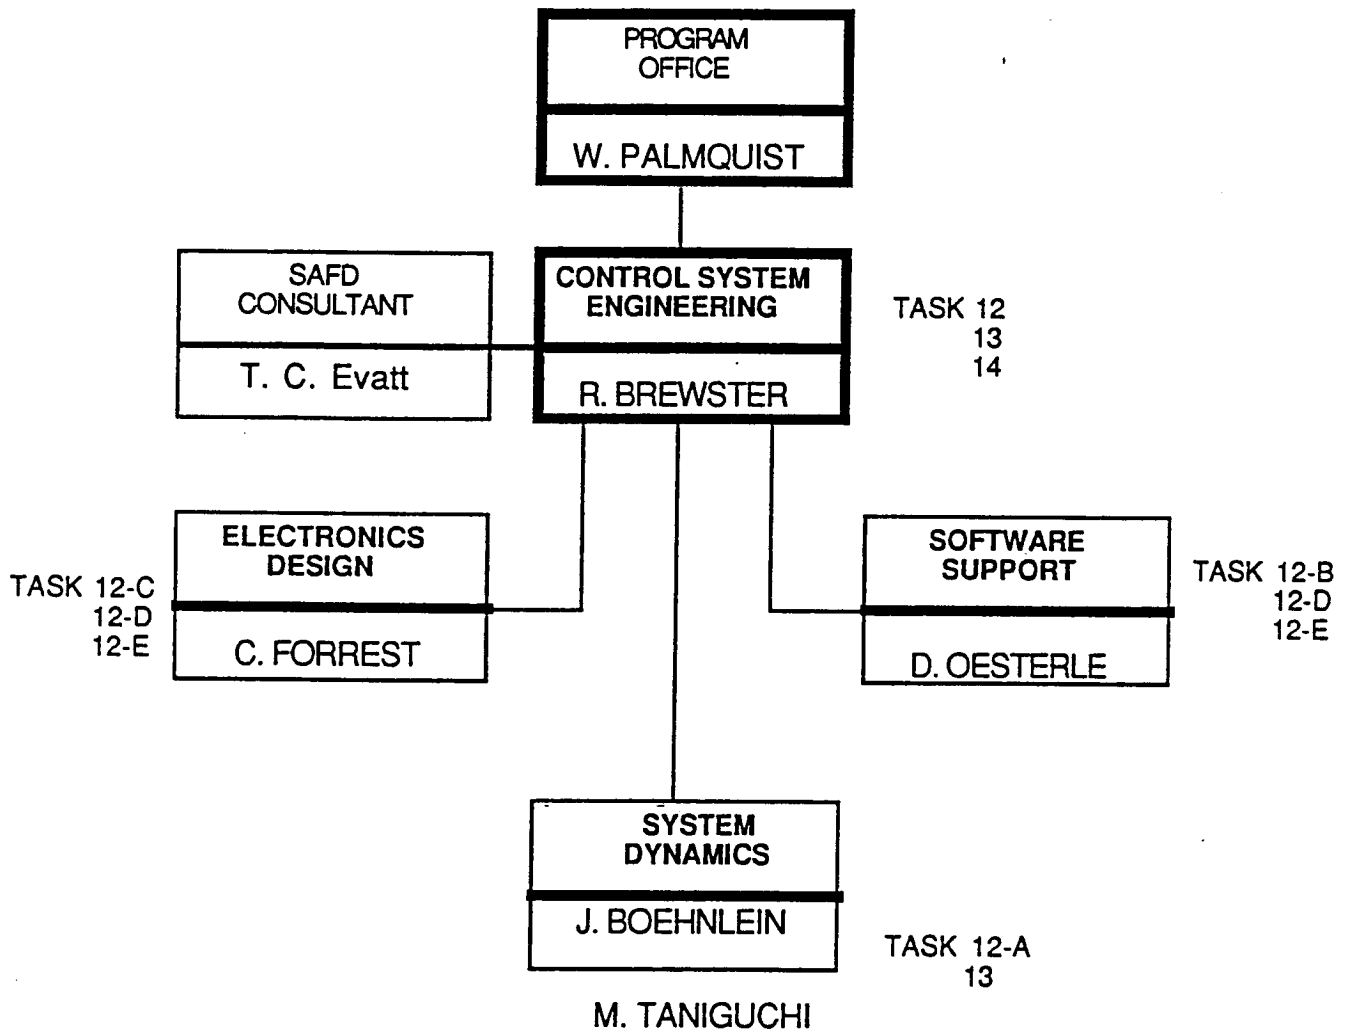 PROGRAM
OFFICE
W. PALMQUIST
SAFD
CONSULTANT
T. C. Evatt
CONTROL SYSTEM
ENGINEERING
R. BREWSTER
TASK 12
13
14
ELECTRONICS
DESIGN
C. FORREST
TASK 12-C
12-D
12-E
SOFTWARE
SUPPORT
D. OESTERLE
TASK 12-B
12-D
12-E
SYSTEM
DYNAMICS
J. BOEHNLEIN
TASK 12-A
13
M. TANIGUCHI